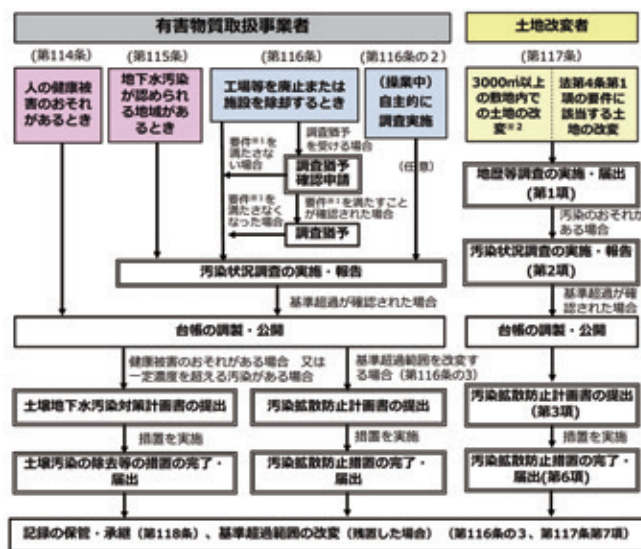 有害物質取扱事業者
土地改変者
(第114条)
(第115条)
(第116条)
(第116条の2)
(第117条)
人の健康被
害のおそれ
があるとき
地下水汚染
が認められ
る地域が
あるとき
工場等を廃止または
施設を除却するとき
(操業中)
自主的に
調査実施
3000㎡以上
の敷地内で
の土地の改
変※2
法第4条第1
項の要件に
該当する土
地の改変
要件※1を
満たさな
い場合
調査猶予を
受ける場合
調査猶予
確認申請
(任意)
要件※1を
満たさなく
なった場合
要件※1を満たすこと
が確認された場合
調査猶予
地歴等調査の実施・届出
(第1項)
汚染のおそれが
ある場合
汚染状況調査の実施・報告
汚染状況調査の実施・報告
(第2項)
基準超過が確認された場合
基準超過が確
認された場合
台帳の調製・公開
台帳の調製・公開
健康被害のおそれがある場合 又は
一定濃度を超える汚染がある場合
基準超過範囲を改変す
る場合(第116条の3)
土壌地下水汚染対策計画書の提出
汚染拡散防止計画書の提出
汚染拡散防止計画書の提出
(第3項)
措置を実施
措置を実施
措置を実施
土壌汚染の除去等の措置の完了・
届出
汚染拡散防止措置の完了・
届出
汚染拡散防止措置の完了・
届出(第6項)
記録の保管・承継(第118条)、基準超過範囲の改変(残置した場合) (第116条の3、第117条第7項)